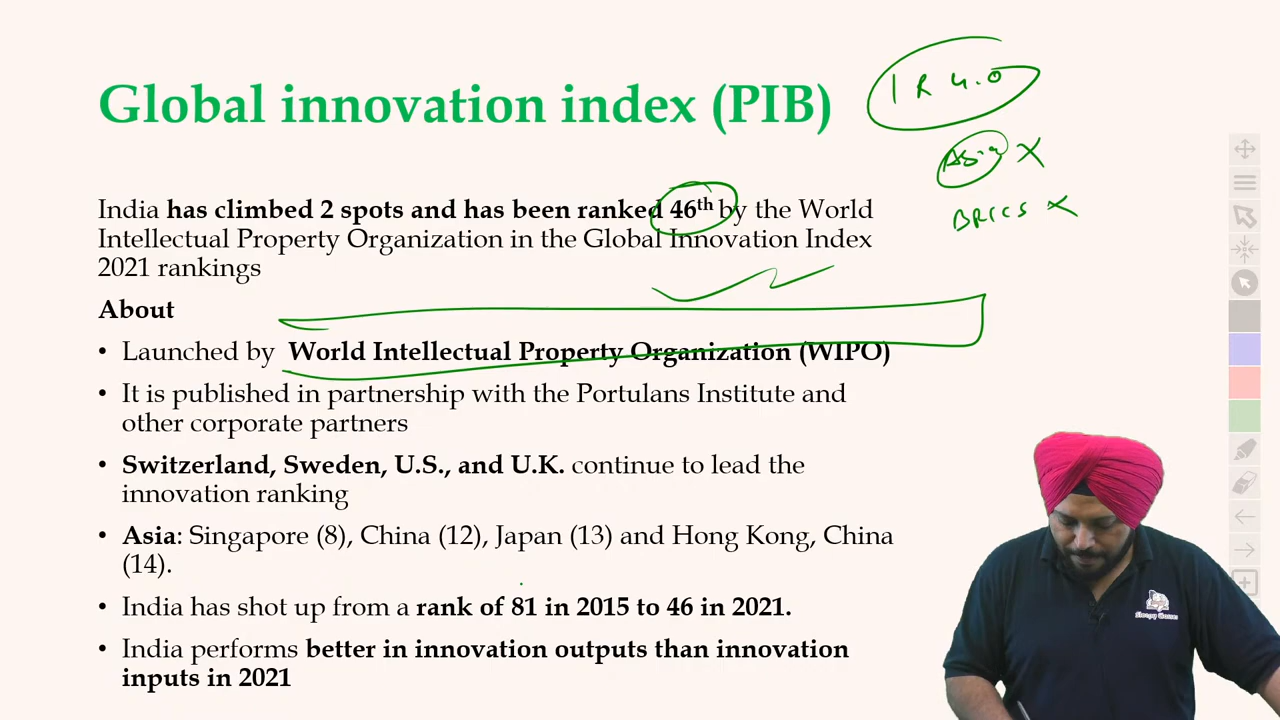 Global innovation index (PIB)
I R 4.0
Asia X
BRICS X
India has climbed 2 spots and has been ranked 46th by the World
Intellectual Property Organization in the Global Innovation Index
2021 rankings
About
• Launched by World Intellectual Property Organization (WIPO)
• It is published in partnership with the Portulans Institute and
other corporate partners
• Switzerland, Sweden, U.S., and U.K. continue to lead the
innovation ranking
• Asia: Singapore (8), China (12), Japan (13) and Hong Kong, China
(14).
• India has shot up from a rank of 81 in 2015 to 46 in 2021.
• India performs better in innovation outputs than innovation
inputs in 2021